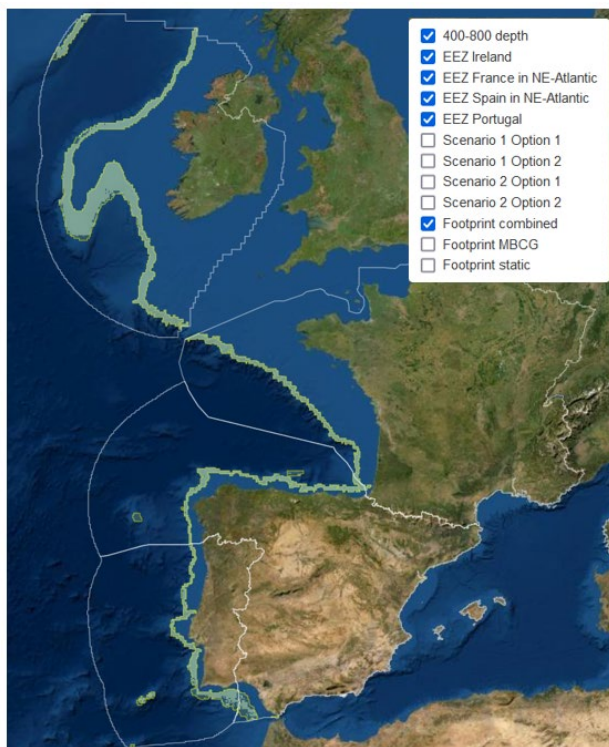 400-800 depth
EEZ Ireland
EEZ France in NE-Atlantic
EEZ Spain in NE-Atlantic
EEZ Portugal
Scenario 1 Option 1
Scenario 1 Option 2
Scenario 2 Option 1
Scenario 2 Option 2
Footprint combined
Footprint MBCG
Footprint static